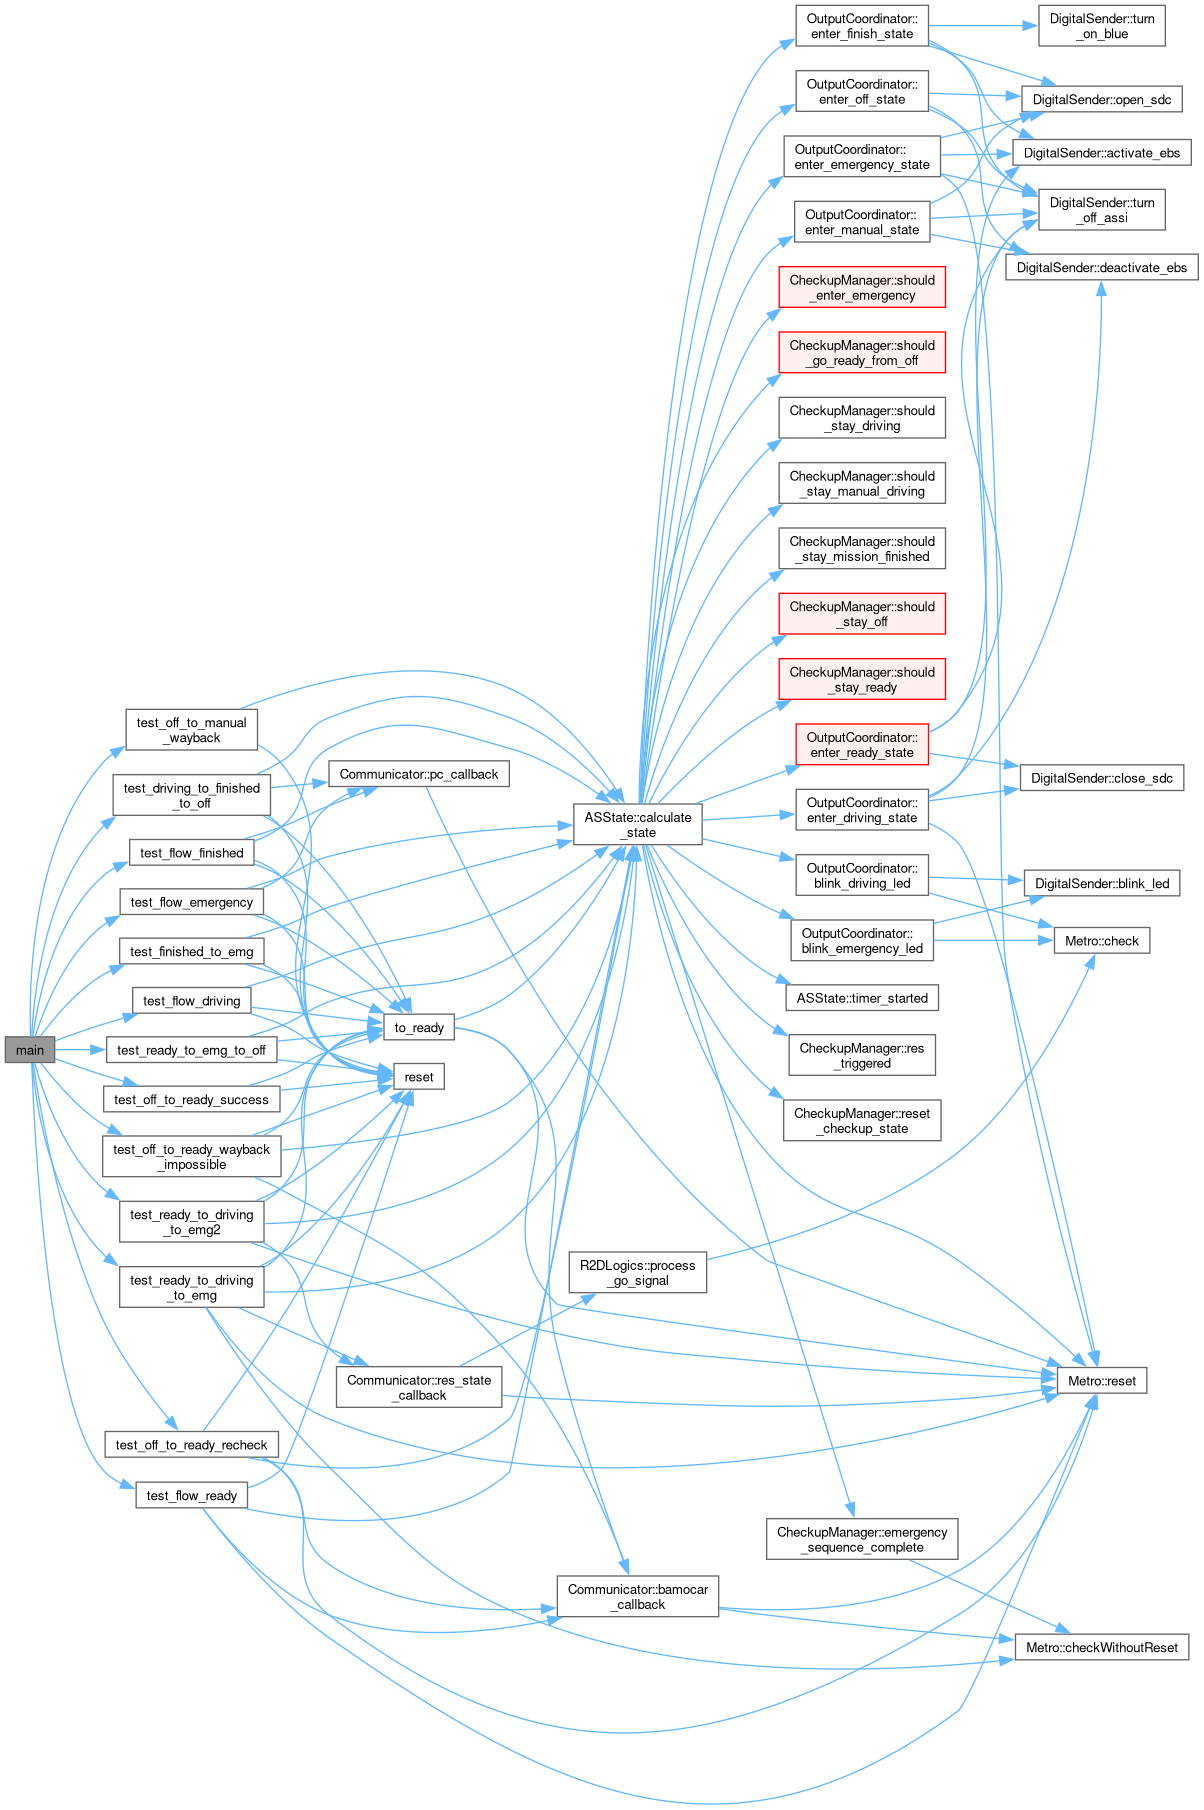 main
test_off_to_manual
_wayback
test_driving_to_finished
_to_off
test_flow_finished
test_flow_emergency
test_finished_to_emg
test_flow_driving
test_ready_to_emg_to_off
test_off_to_ready_success
test_off_to_ready_wayback
_impossible
test_ready_to_driving
_to_emg2
test_ready_to_driving
_to_emg
test_off_to_ready_recheck
test_flow_ready
Communicator::pc_callback
to_ready
reset
Communicator::res_state
_callback
ASState::calculate
_state
R2DLogics::process
_go_signal
Communicator::bamocar
_callback
OutputCoordinator::
enter_finish_state
OutputCoordinator::
enter_off_state
OutputCoordinator::
enter_emergency_state
OutputCoordinator::
enter_manual_state
CheckupManager::should
_enter_emergency
CheckupManager::should
_go_ready_from_off
CheckupManager::should
_stay_driving
CheckupManager::should
_stay_manual_driving
CheckupManager::should
_stay_mission_finished
CheckupManager::should
_stay_off
CheckupManager::should
_stay_ready
OutputCoordinator::
enter_ready_state
OutputCoordinator::
enter_driving_state
OutputCoordinator::
blink_driving_led
OutputCoordinator::
blink_emergency_led
ASState::timer_started
CheckupManager::res
_triggered
CheckupManager::reset
_checkup_state
CheckupManager::emergency
_sequence_complete
DigitalSender::turn
_on_blue
DigitalSender::open_sdc
DigitalSender::activate_ebs
DigitalSender::turn
_off_assi
DigitalSender::deactivate_ebs
DigitalSender::close_sdc
DigitalSender::blink_led
Metro::check
Metro::reset
Metro::checkWithoutReset